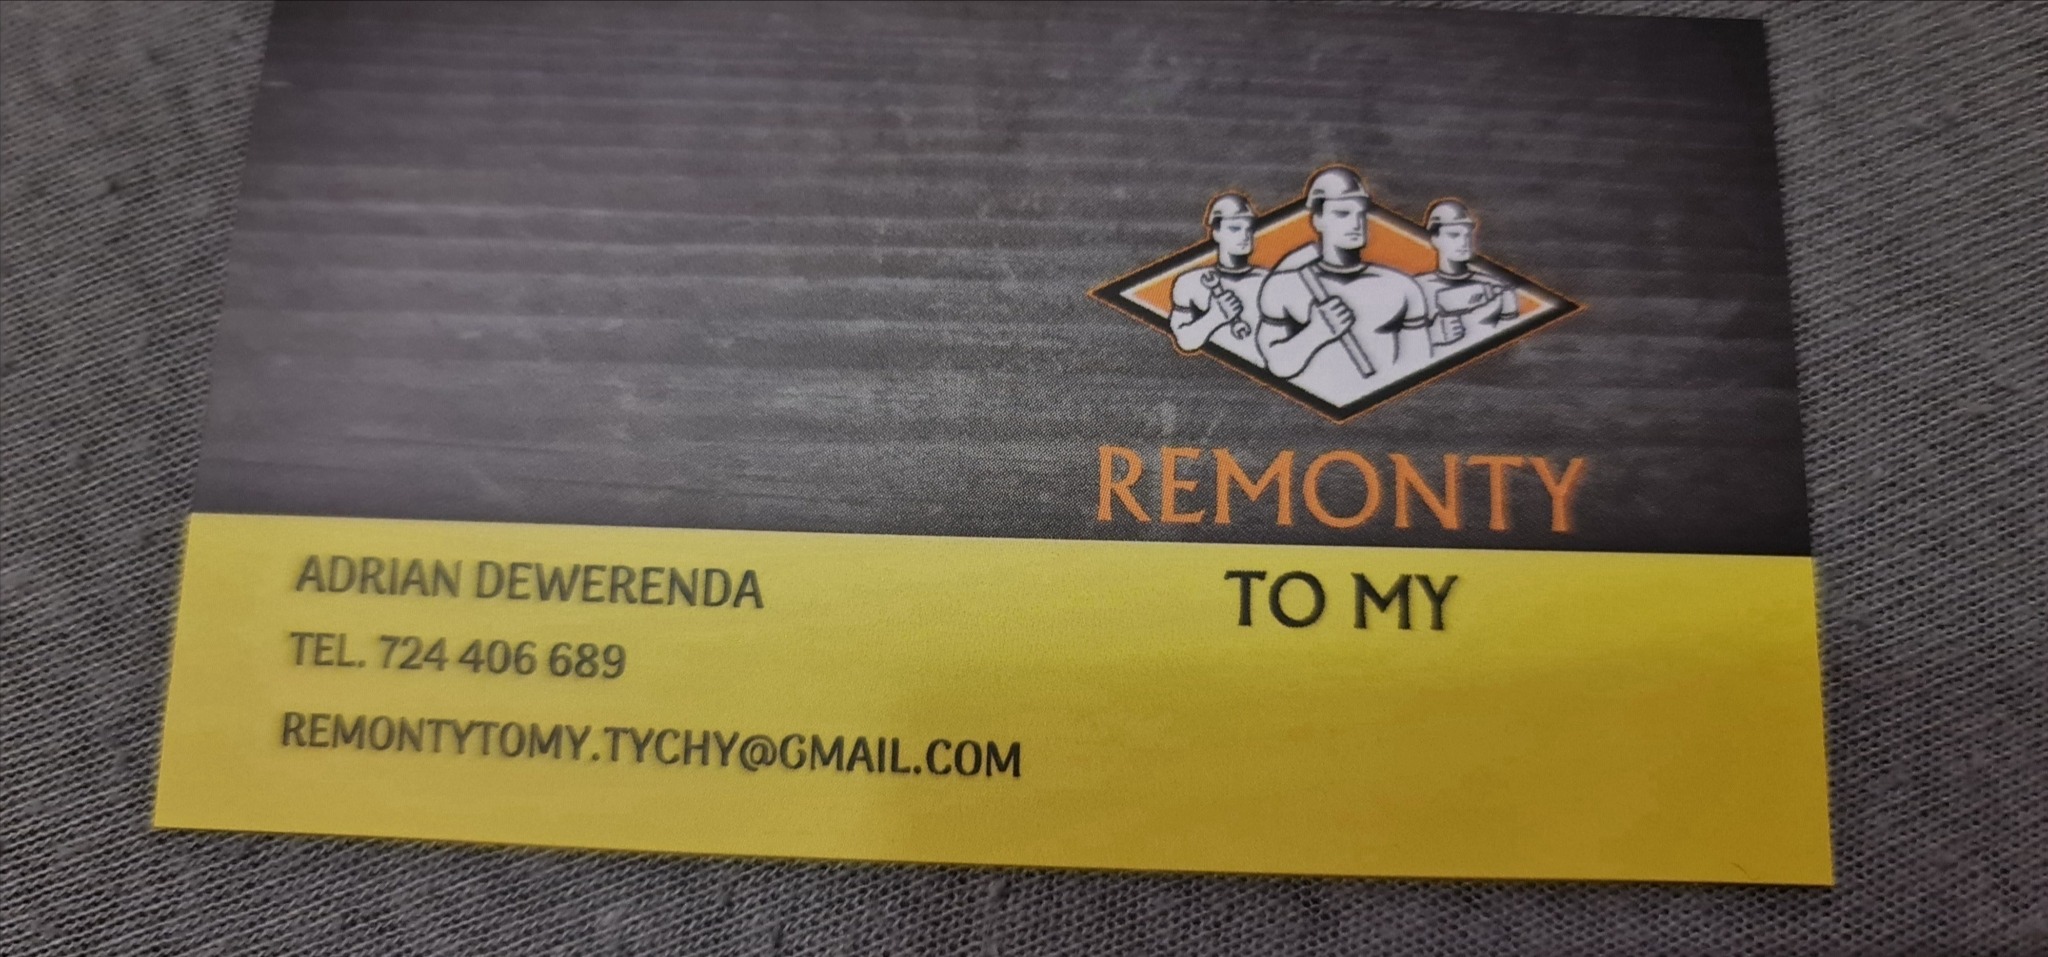 REMONTY
TO MY
ADRIAN DEWERENDA
TEL. 724 406 689
REMONTYTOMY.TYCHY@GMAIL.COM